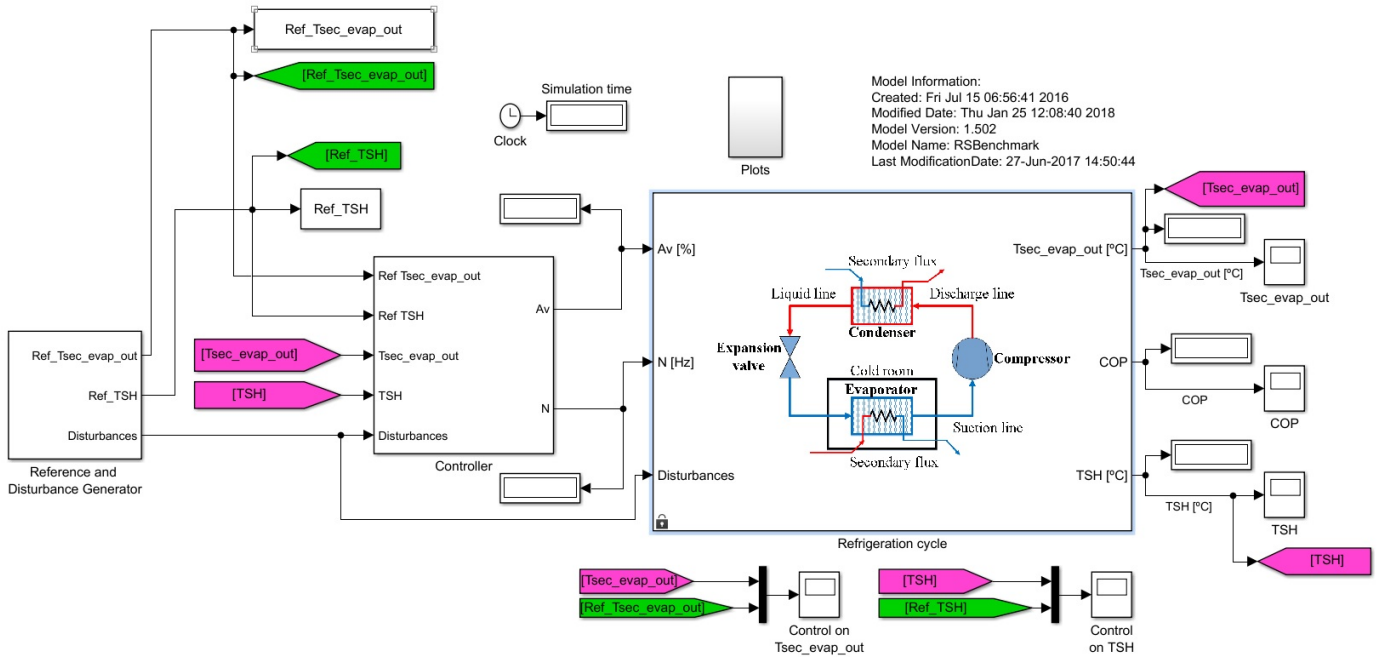 Ref_Tsec_evap_out
[Ref_Tsec_evap_out]
Simulation time
Clock
Plots
Model Information:
Created: Fri Jul 15 06:56:41 2016
Modified Date: Thu Jan 25 12:08:40 2018
Model Version: 1.502
Model Name: RSBenchmark
Last ModificationDate: 27-Jun-2017 14:50:44
[Ref_TSH]
Ref_TSH
Ref_Tsec_evap_out
Ref_TSH
Disturbances
Reference and
Disturbance Generator
[Tsec_evap_out]
[TSH]
Ref Tsec_evap_out
Ref TSH
Tsec_evap_out
TSH
Disturbances
Av
N
Controller
Av [%]
N [Hz]
Disturbances
Secondary flux
Liquid line
Discharge line
Condenser
Expansion
valve
Compressor
Cold room
Evaporator
Suction line
Secondary flux
Tsec_evap_out [ºC]
COP
TSH [ºC]
Refrigeration cycle
[Tsec_evap_out]
Tsec_evap_out [ºC]
Tsec_evap_out
COP
COP
TSH [ºC]
TSH
[TSH]
[Tsec_evap_out]
[Ref_Tsec_evap_out]
Control on
Tsec_evap_out
[TSH]
[Ref_TSH]
Control
on TSH